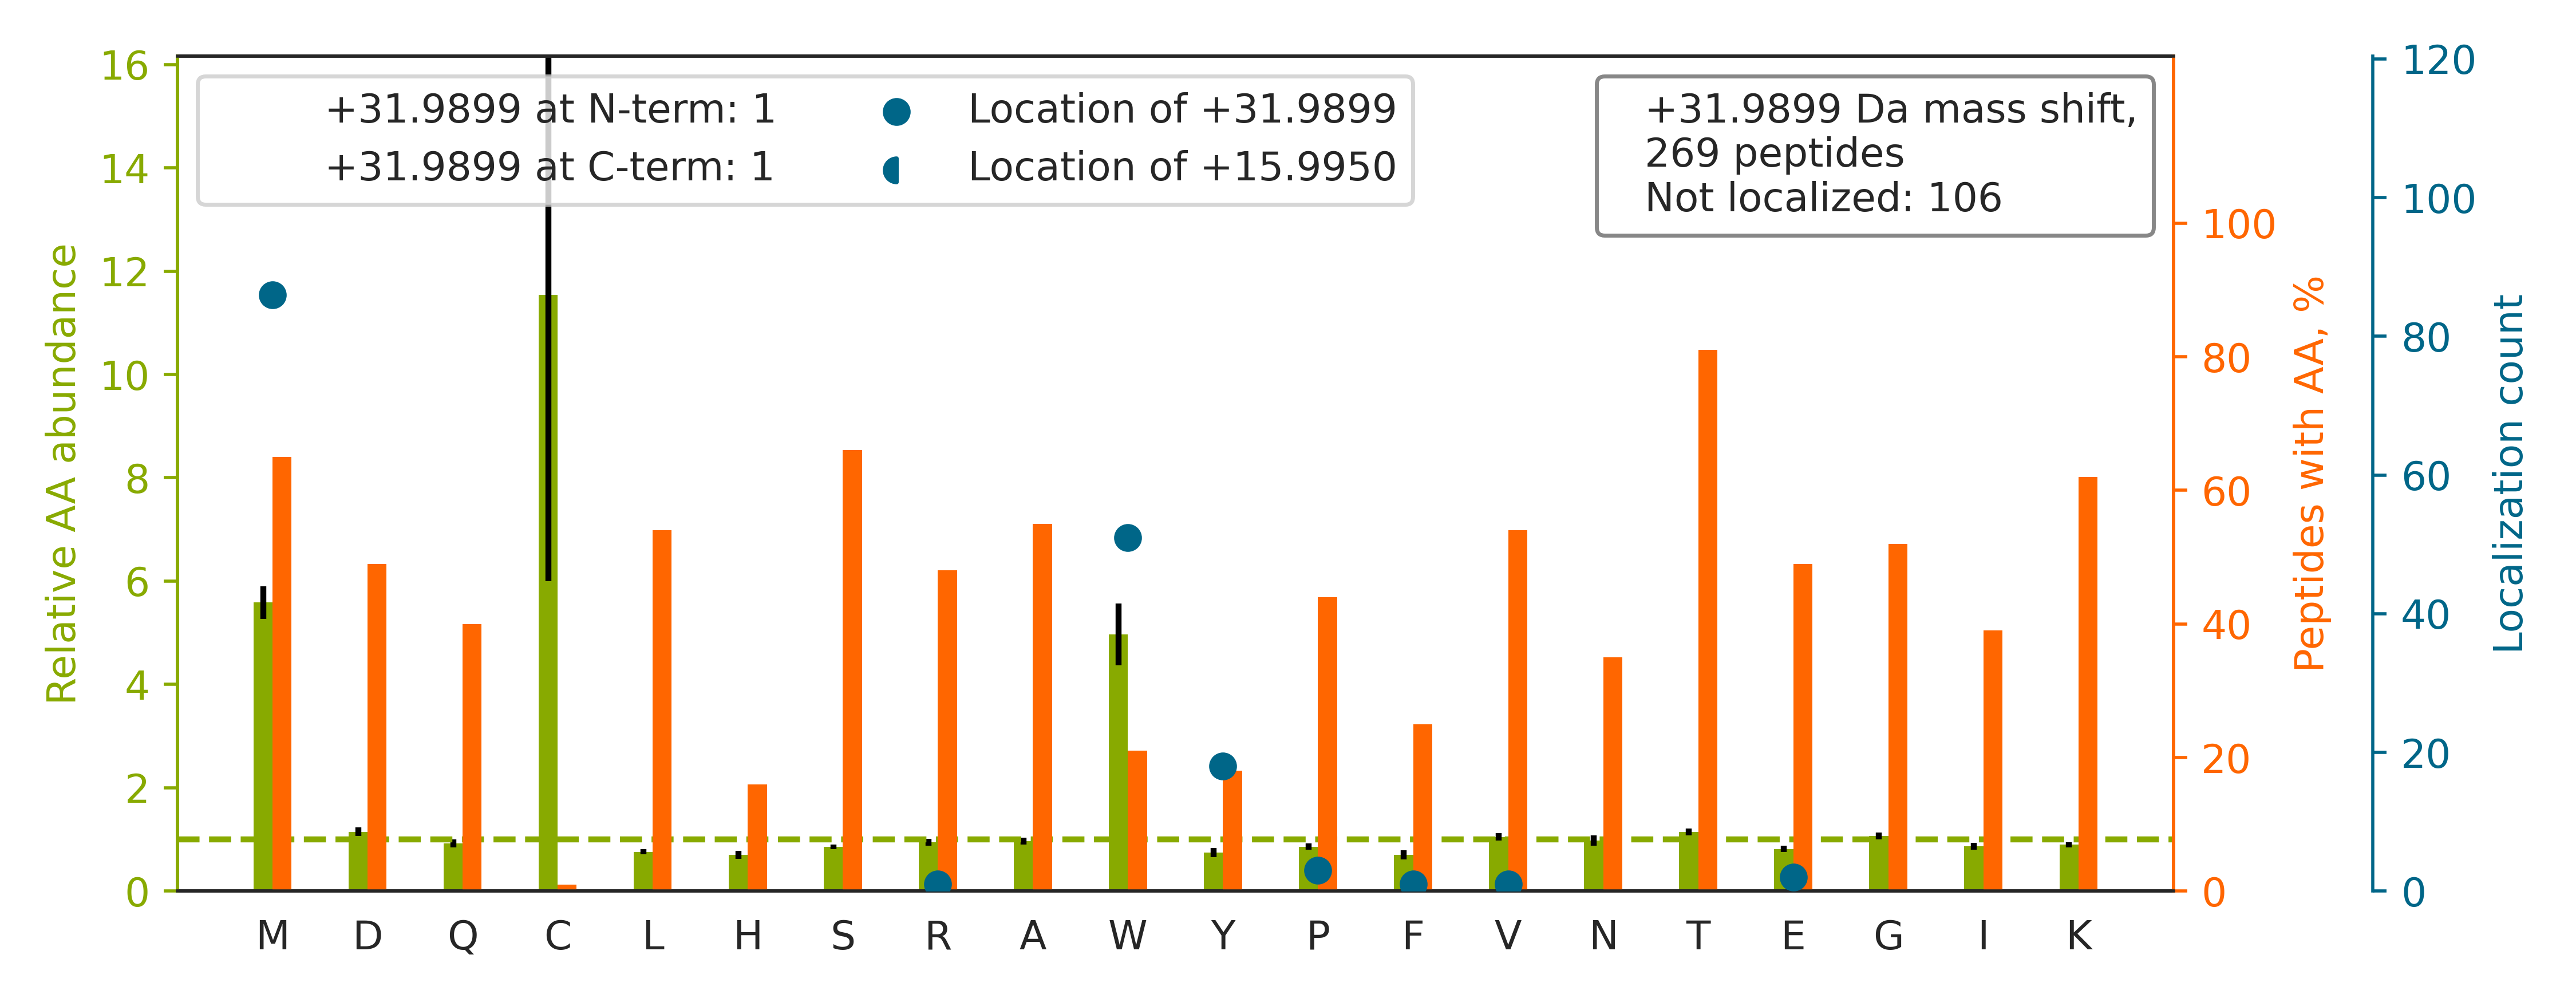 +31.9899 at N-term: 1
+31.9899 at C-term: 1
Location of +31.9899
Location of +15.9950
+31.9899 Da mass shift,
269 peptides
Not localized: 106
Relative AA abundance
16
14
12
10
8
6
4
2
0
M D Q C L H S R A W Y P F V N T E G I K
100
80
60
40
20
0
Peptides with AA, %
120
100
80
60
40
20
0
Localization count